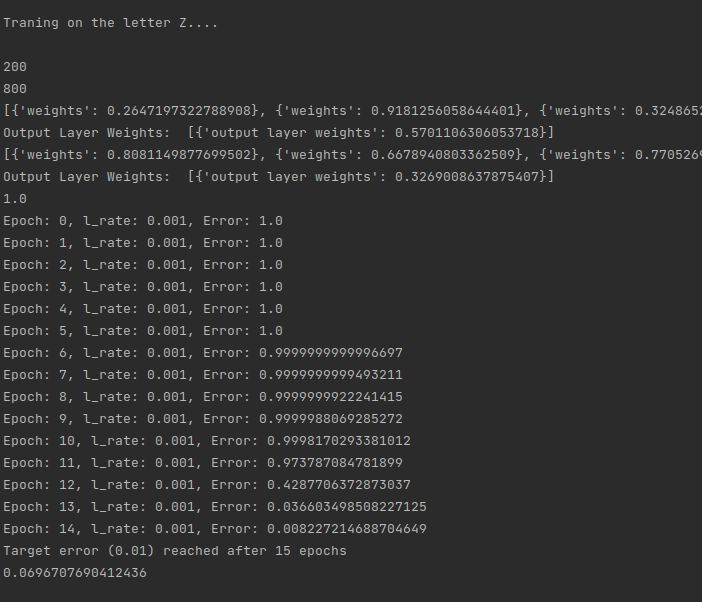 Traning on the letter Z....
200
800
[{'weights': 0.2647197322788908}, {'weights': 0.9181256058644401}, {'weights': 0.3248652
Output Layer Weights:  [{'output layer weights': 0.5701106306053718}]
[{'weights': 0.8081149877699502}, {'weights': 0.6678940803362509}, {'weights': 0.7705269
Output Layer Weights:  [{'output layer weights': 0.3269008637875407}]
1.0
Epoch: 0, l_rate: 0.001, Error: 1.0
Epoch: 1, l_rate: 0.001, Error: 1.0
Epoch: 2, l_rate: 0.001, Error: 1.0
Epoch: 3, l_rate: 0.001, Error: 1.0
Epoch: 4, l_rate: 0.001, Error: 1.0
Epoch: 5, l_rate: 0.001, Error: 1.0
Epoch: 6, l_rate: 0.001, Error: 0.9999999999996697
Epoch: 7, l_rate: 0.001, Error: 0.9999999999493211
Epoch: 8, l_rate: 0.001, Error: 0.9999999922241415
Epoch: 9, l_rate: 0.001, Error: 0.9999988069285272
Epoch: 10, l_rate: 0.001, Error: 0.9998170293381012
Epoch: 11, l_rate: 0.001, Error: 0.973787084781899
Epoch: 12, l_rate: 0.001, Error: 0.4287706372873037
Epoch: 13, l_rate: 0.001, Error: 0.036603498508227125
Epoch: 14, l_rate: 0.001, Error: 0.008227214688704649
Target error (0.01) reached after 15 epochs
0.0696707690412436